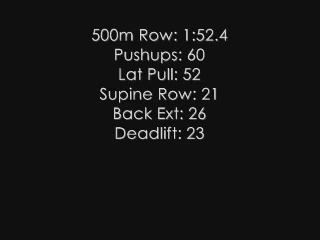 500m Row: 1:52.4
Pushups: 60
Lat Pull: 52
Supine Row: 21
Back Ext: 26
Deadlift: 23